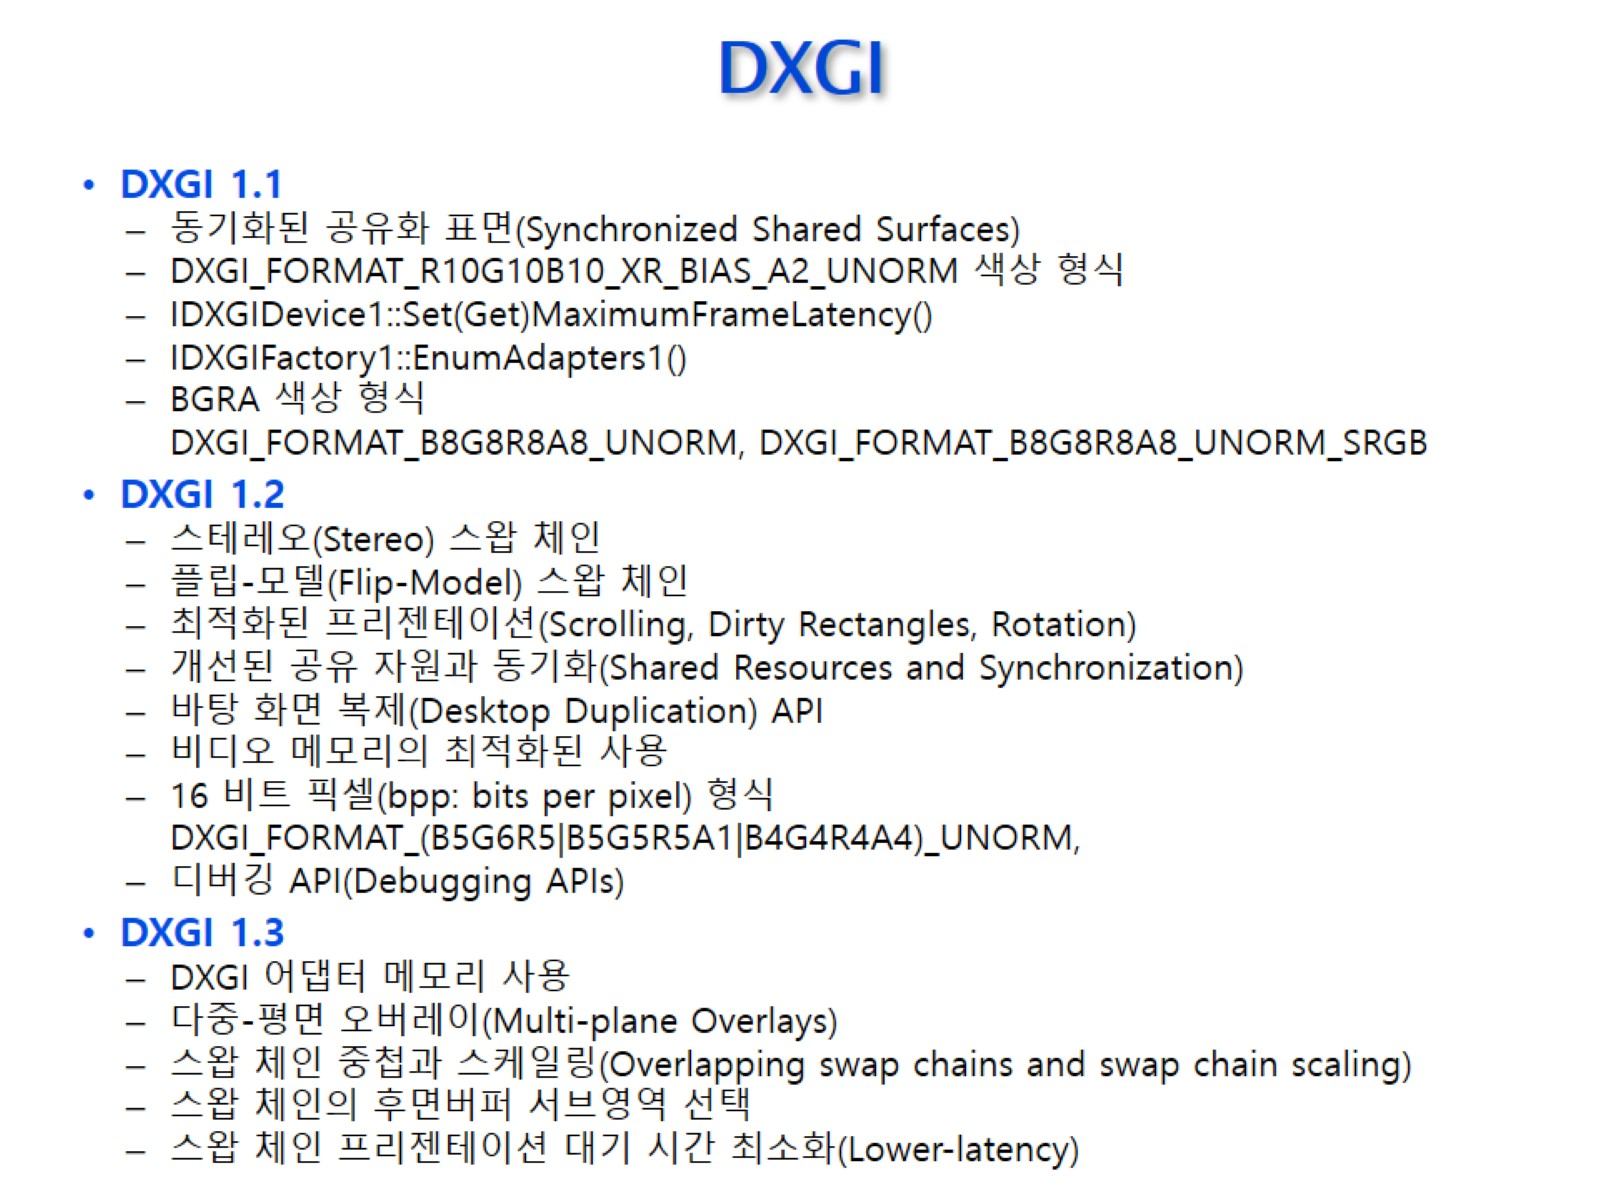 DXGI
• DXGI 1.1
– 동기화된 공유화 표면(Synchronized Shared Surfaces)
– DXGI_FORMAT_R10G10B10_XR_BIAS_A2_UNORM 색상 형식
– IDXGIDevice1::Set(Get)MaximumFrameLatency()
– IDXGIFactory1::EnumAdapters1()
– BGRA 색상 형식
DXGI_FORMAT_B8G8R8A8_UNORM, DXGI_FORMAT_B8G8R8A8_UNORM_SRGB
• DXGI 1.2
– 스테레오(Stereo) 스왑 체인
– 플립-모델(Flip-Model) 스왑 체인
– 최적화된 프리젠테이션(Scrolling, Dirty Rectangles, Rotation)
– 개선된 공유 자원과 동기화(Shared Resources and Synchronization)
– 바탕 화면 복제(Desktop Duplication) API
– 비디오 메모리의 최적화된 사용
– 16 비트 픽셀(bpp: bits per pixel) 형식
DXGI_FORMAT_(B5G6R5|B5G5R5A1|B4G4R4A4)_UNORM,
– 디버깅 API(Debugging APIs)
• DXGI 1.3
– DXGI 어댑터 메모리 사용
– 다중-평면 오버레이(Multi-plane Overlays)
– 스왑 체인 중첩과 스케일링(Overlapping swap chains and swap chain scaling)
– 스왑 체인의 후면버퍼 서브영역 선택
– 스왑 체인 프리젠테이션 대기 시간 최소화(Lower-latency)